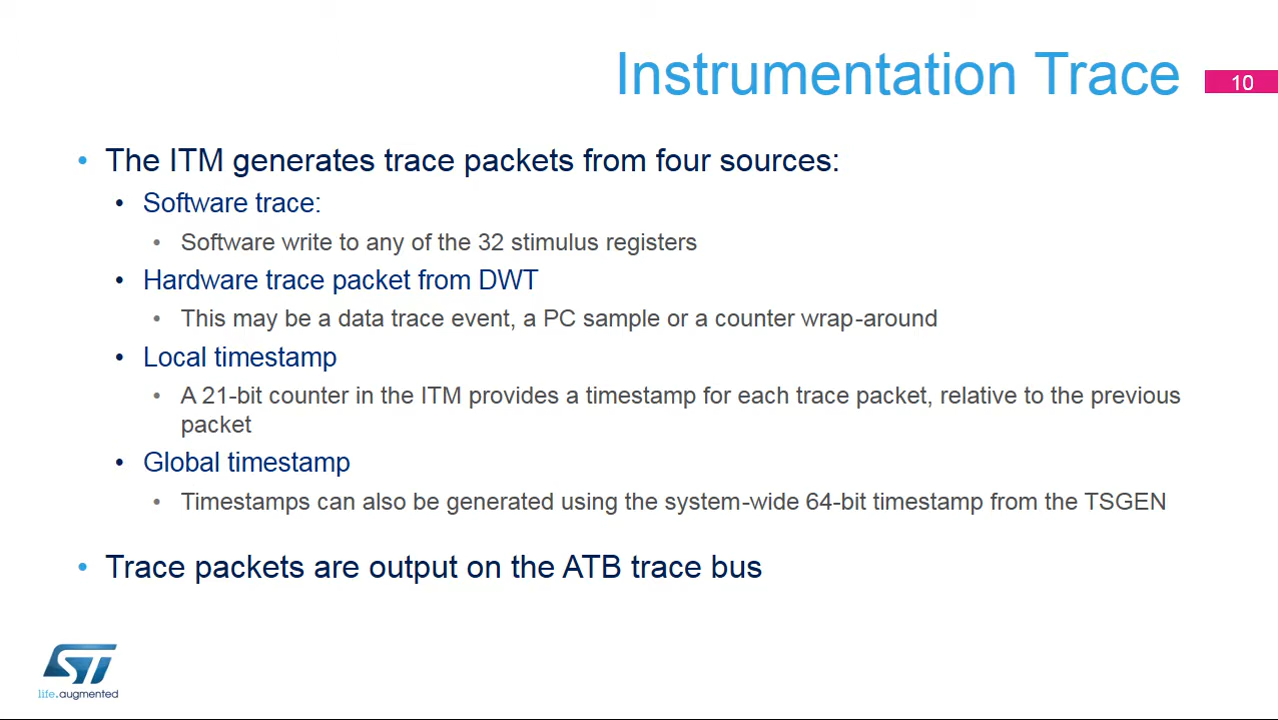 Instrumentation Trace
10
• The ITM generates trace packets from four sources:
• Software trace:
• Software write to any of the 32 stimulus registers
• Hardware trace packet from DWT
• This may be a data trace event, a PC sample or a counter wrap-around
• Local timestamp
• A 21-bit counter in the ITM provides a timestamp for each trace packet, relative to the previous
packet
• Global timestamp
• Timestamps can also be generated using the system-wide 64-bit timestamp from the TSGEN
• Trace packets are output on the ATB trace bus
ST
life.augmented